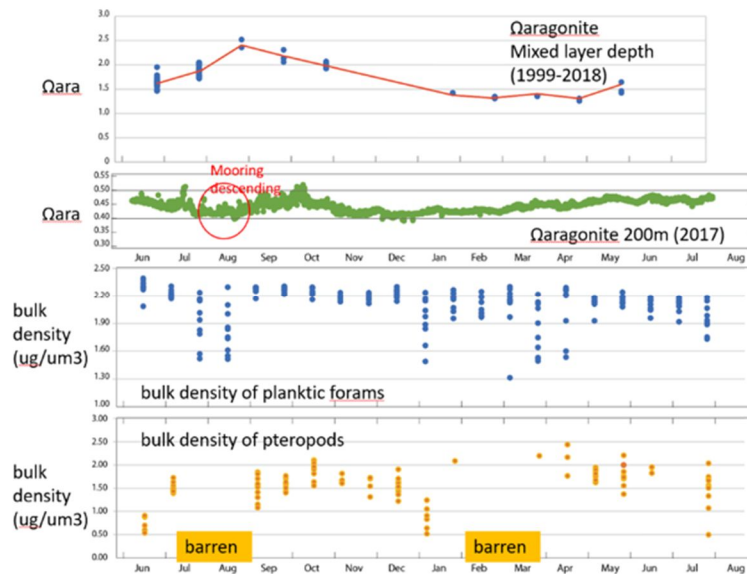 3.0
2.5
2.0
1.5
1.0
0.5
0
Ωara
Ωaragonite
Mixed layer depth
(1999-2018)
0.55
0.50
0.45
0.40
0.35
0.30
Ωara
Mooring
descending
Ωaragonite 200m (2017)
Jun Jul Aug Sep Oct Nov Dec Jan Feb Mar Apr May Jun Jul Aug
2.50
2.20
1.90
1.60
1.30
1.00
bulk
density
(ug/um3)
bulk density of planktic forams
3.00
2.50
2.00
1.50
1.00
0.50
0.00
bulk
density
(ug/um3)
bulk density of pteropods
barren
barren
Jun Jul Aug Sep Oct Nov Dec Jan Feb Mar Apr May Jun Jul Aug